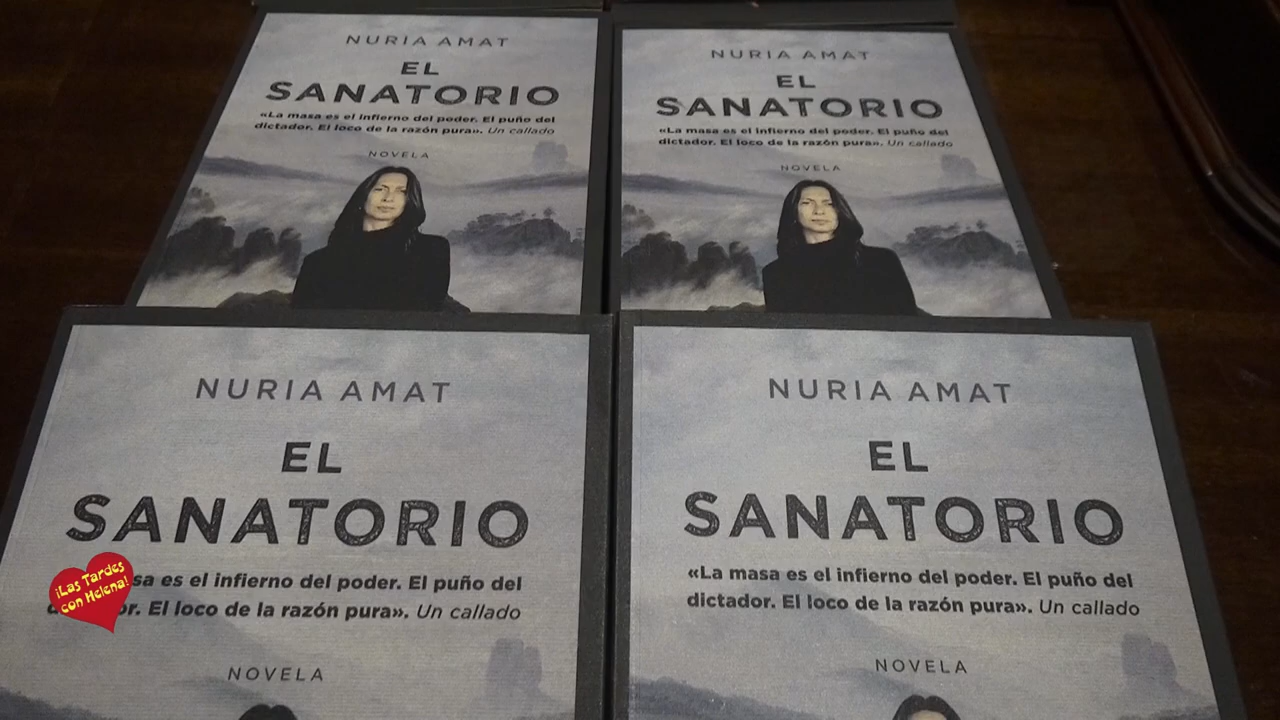 NURIA AMAT
EL
SANATORIO
«La masa es el infierno del poder. El puño del
dictador. El loco de la razón pura». Un callado
NOVELA
NURIA AMAT
EL
SANATORIO
«La masa es el infierno del poder. El puño del
dictador. El loco de la razón pura». Un callado
NOVELA
NURIA AMAT
EL
SANATORIO
sa es el infierno del poder. El puño del
or. El loco de la razón pura». Un callado
NOVELA
¡Las Tardes
con Helena!
NURIA AMAT
EL
SANATORIO
«La masa es el infierno del poder. El puño del
dictador. El loco de la razón pura». Un callado
NOVELA